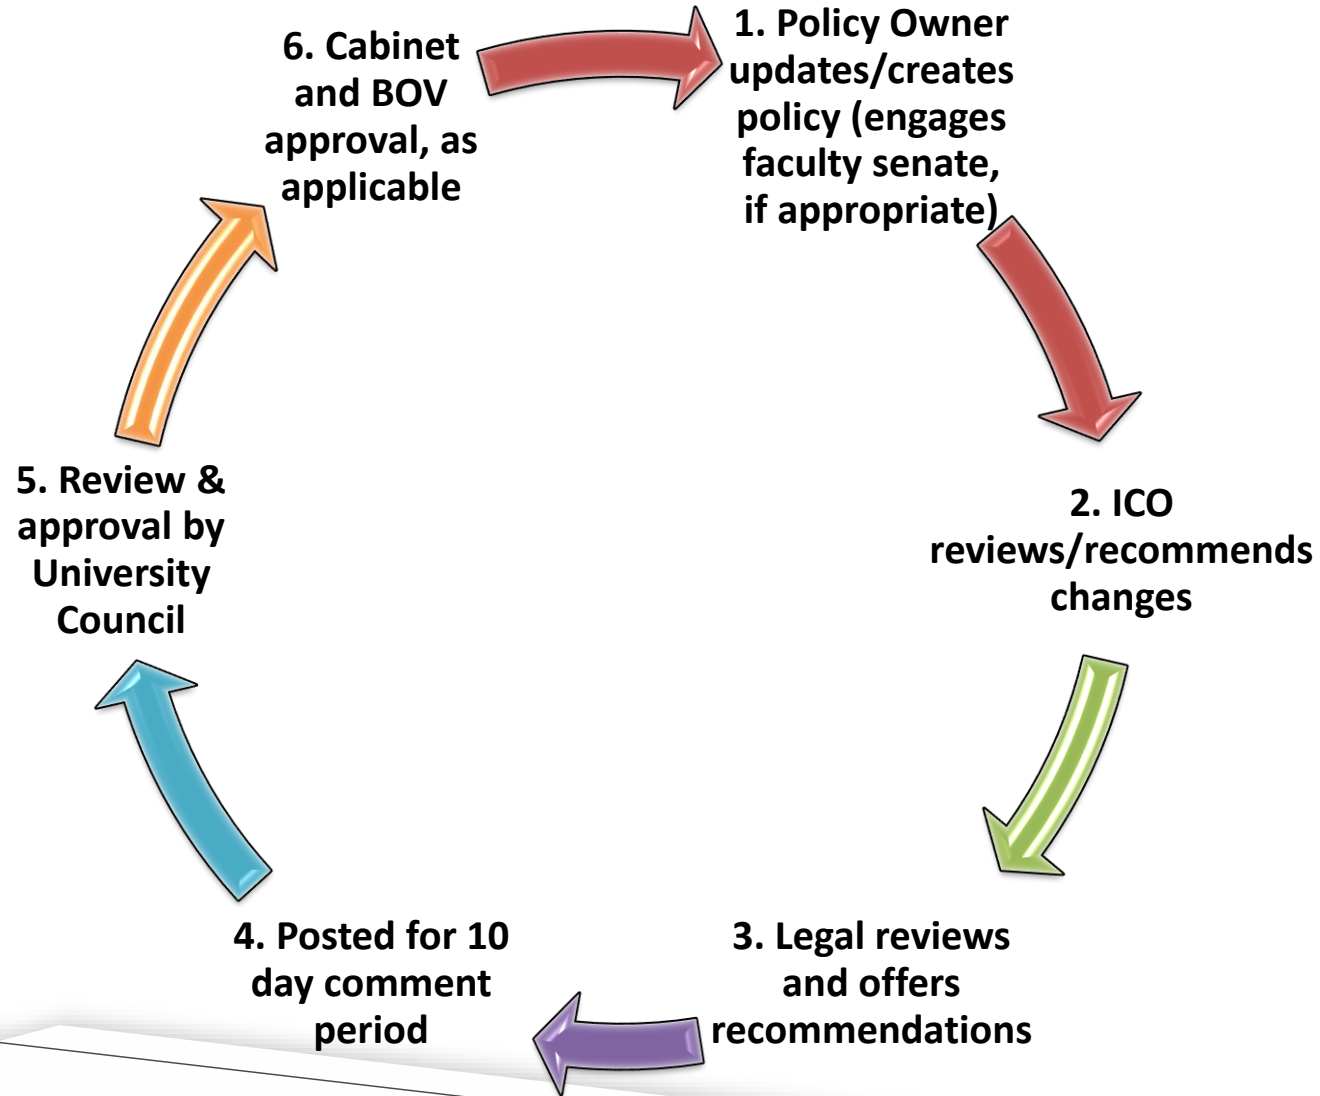 1. Policy Owner
updates/creates
policy (engages
faculty senate,
if appropriate)
2. ICO
reviews/recommends
changes
3. Legal reviews
and offers
recommendations
4. Posted for 10
day comment
period
5. Review &
approval by
University
Council
6. Cabinet
and BOV
approval, as
applicable